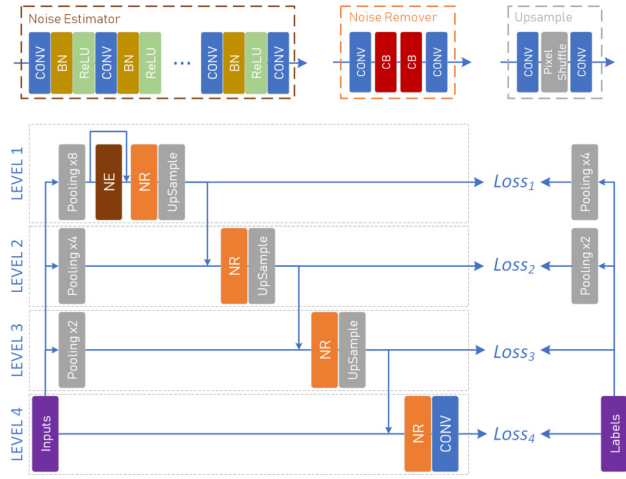 Noise Estimator
CONV
BN
ReLU
CONV
BN
ReLU
...
CONV
BN
ReLU
CONV
Noise Remover
CONV
CB
CB
CONV
Upsample
CONV
Pixel
Shuffle
CONV
LEVEL 1
Pooling x8
NE
NR
UpSample
Loss1
Pooling x4
LEVEL 2
Pooling x4
NR
UpSample
Loss2
Pooling x2
LEVEL 3
Pooling x2
NR
UpSample
Loss3
LEVEL 4
Inputs
NR
CONV
Loss4
Labels